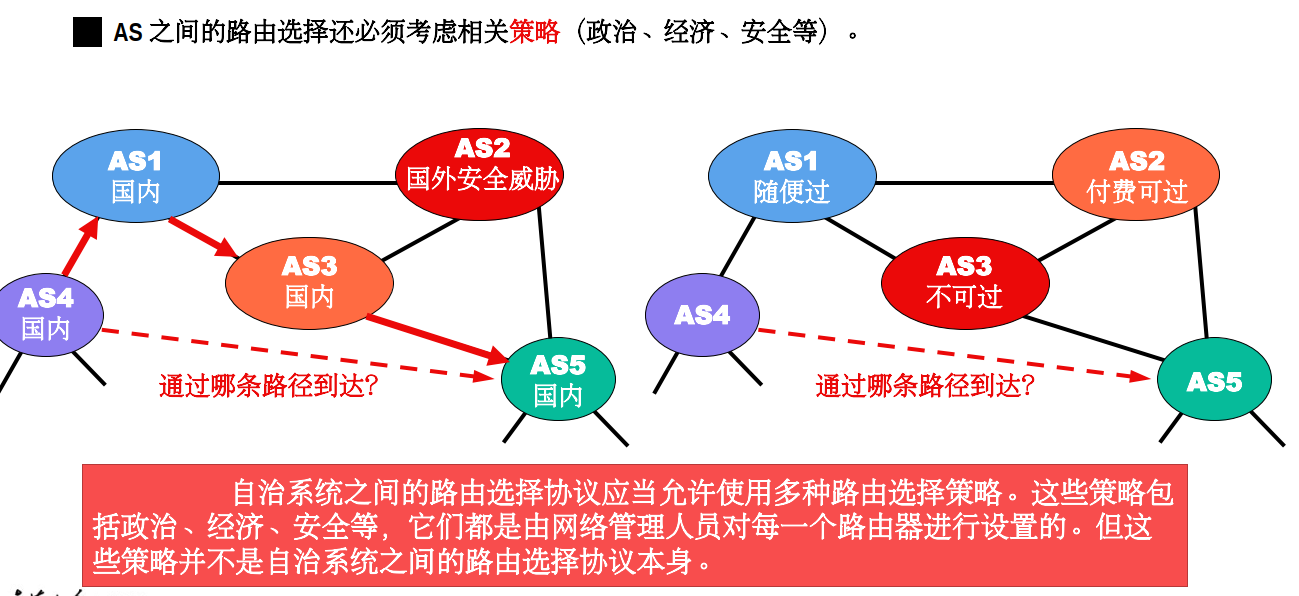 AS 之间的路由选择还必须考虑相关策略（政治、经济、安全等）。
AS1
国内
AS2
国外安全威胁
AS3
国内
AS4
国内
AS5
国内
通过哪条路径到达?
AS1
随便过
AS2
付费可过
AS3
不可过
AS4
AS5
通过哪条路径到达?
自治系统之间的路由选择协议应当允许使用多种路由选择策略。这些策略包
括政治、经济、安全等，它们都是由网络管理人员对每一个路由器进行设置的。但这
些策略并不是自治系统之间的路由选择协议本身。